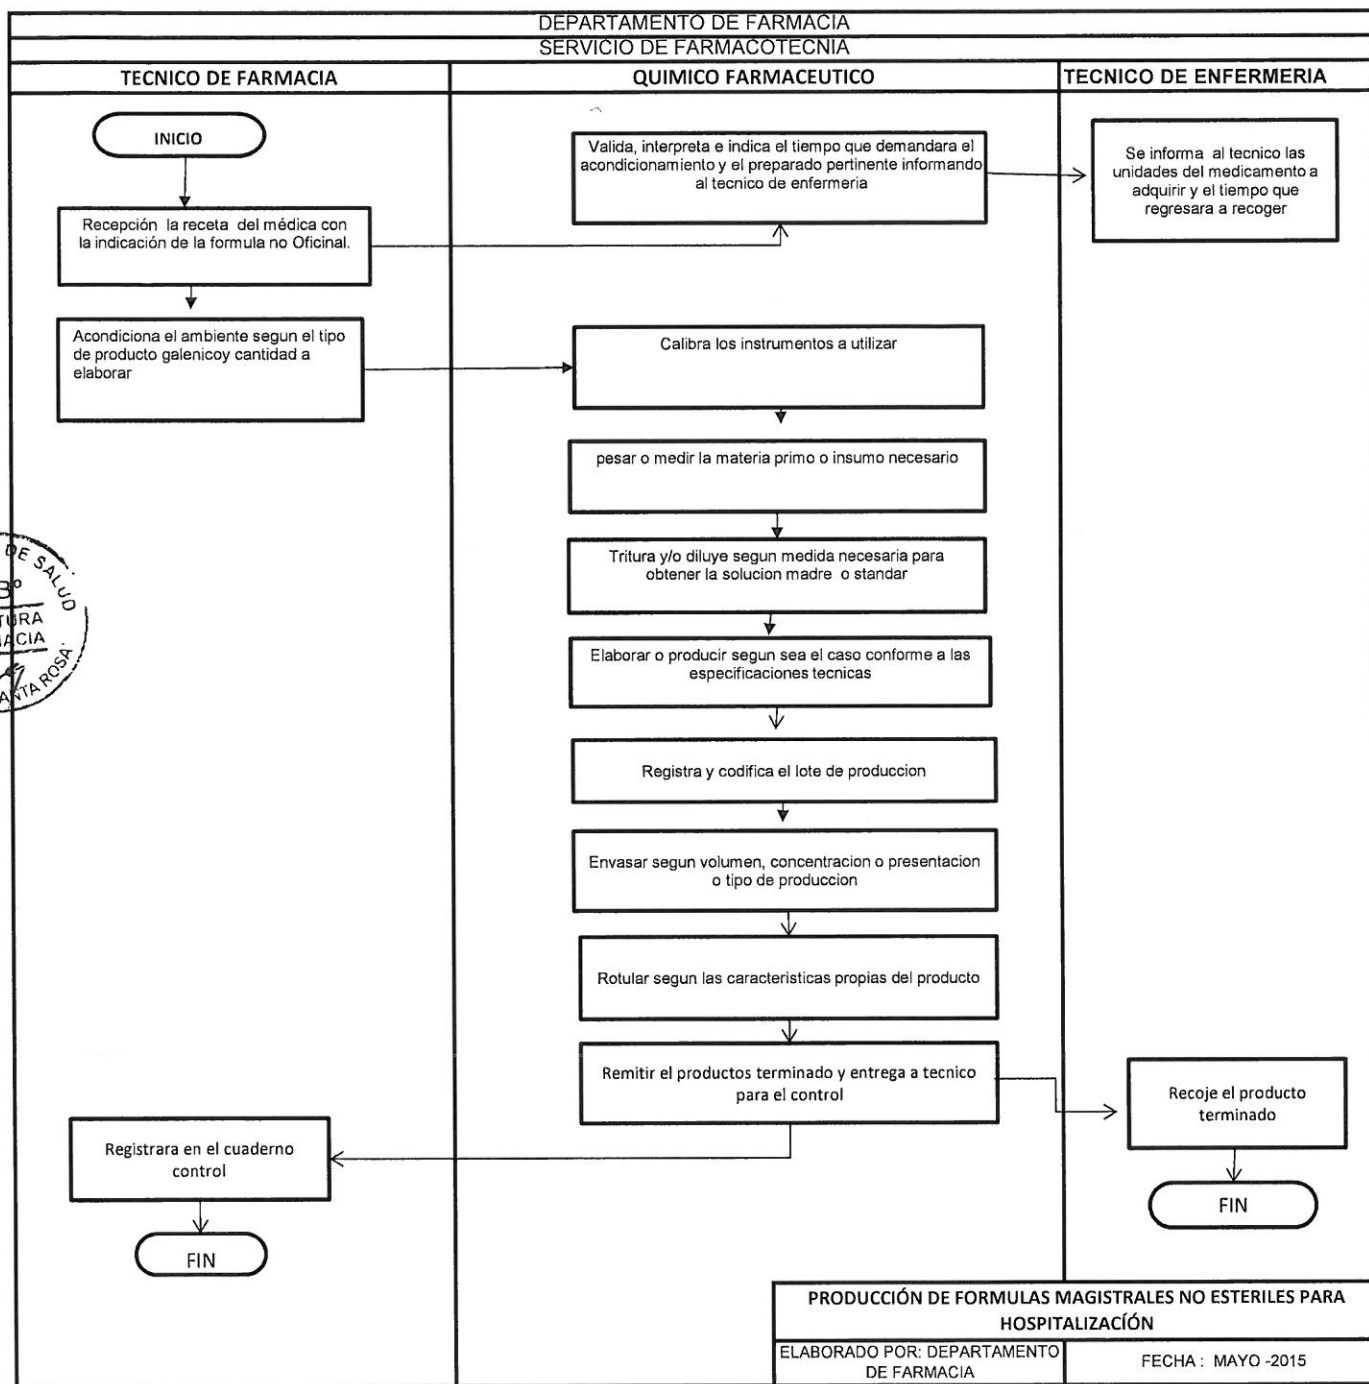 DEPARTAMENTO DE FARMACIA
SERVICIO DE FARMACOTECNIA
TECNICO DE FARMACIA
QUIMICO FARMACEUTICO
TECNICO DE ENFERMERIA
INICIO
Valida, interpreta e indica el tiempo que demandara el
acondicionamiento y el preparado pertinente informando
al tecnico de enfermeria
Se informa al tecnico las
unidades del medicamento a
adquirir y el tiempo que
regresara a recoger
Recepción la receta del médica con
la indicación de la formula no Oficinal.
Acondiciona el ambiente segun el tipo
de producto galenicoy cantidad a
elaborar
Calibra los instrumentos a utilizar
pesar o medir la materia primo o insumo necesario
Tritura y/o diluye segun medida necesaria para
obtener la solucion madre o standar
DE SALUD
Bº
TURA
MACIA
SANTA ROSA
Elaborar o producir segun sea el caso conforme a las
especificaciones tecnicas
Registra y codifica el lote de produccion
Envasar segun volumen, concentracion o presentacion
o tipo de produccion
Rotular segun las caracteristicas propias del producto
Remitir el productos terminado y entrega a tecnico
para el control
Recoje el producto
terminado
Registrara en el cuaderno
control
FIN
FIN
PRODUCCIÓN DE FORMULAS MAGISTRALES NO ESTERILES PARA
HOSPITALIZACÍÓN
ELABORADO POR: DEPARTAMENTO
DE FARMACIA
FECHA : MAYO -2015